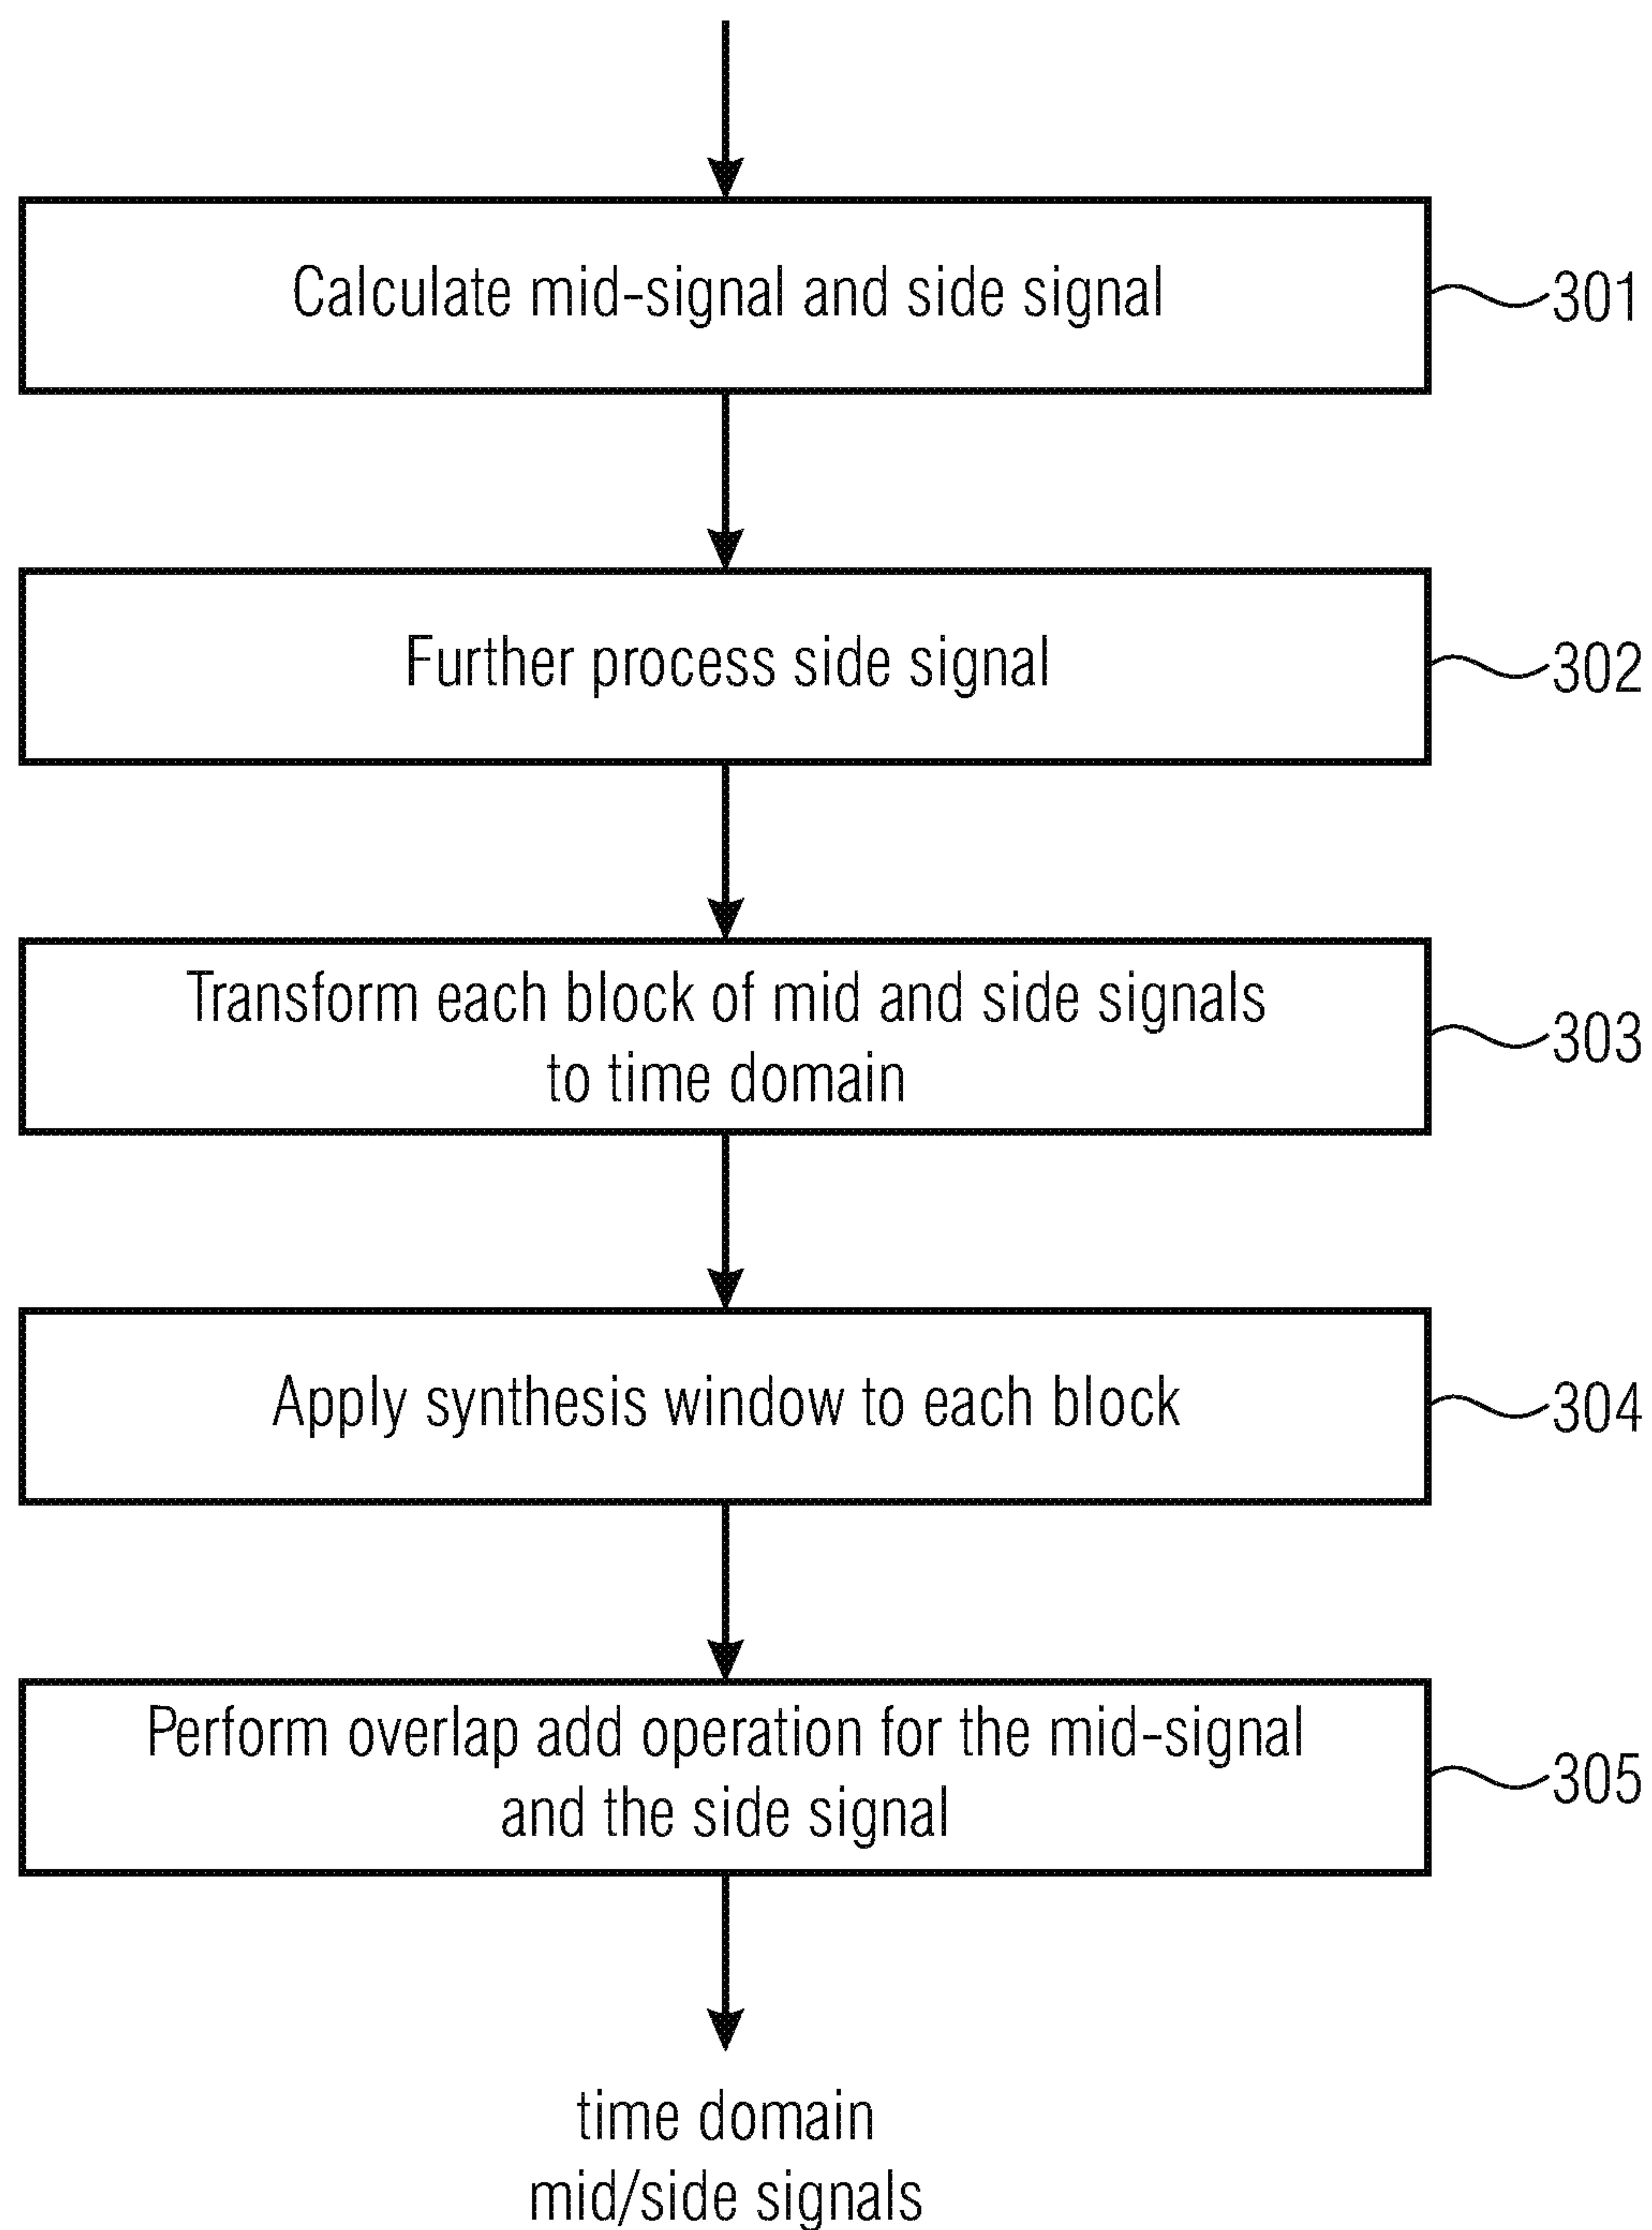 Calculate mid-signal and side signal
301
Further process side signal
302
Transform each block of mid and side signals
to time domain
303
Apply synthesis window to each block
304
Perform overlap add operation for the mid-signal
and the side signal
305
time domain
mid/side signals